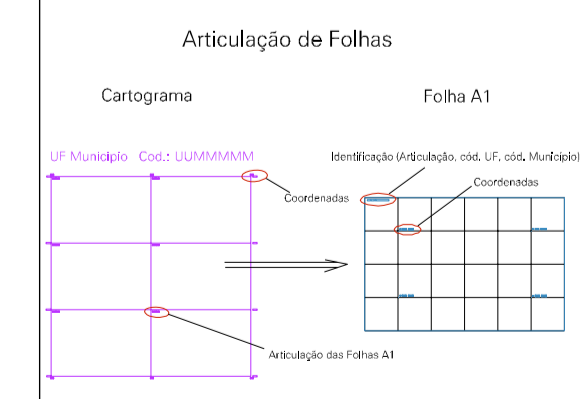 Articulação de Folhas
Cartograma
Folha A1
UF Município Cod.: UUMMMMM
Identificação (Articulação, cód. UF, cód. Município)
Coordenadas
Coordenadas
Articulação das Folhas A1